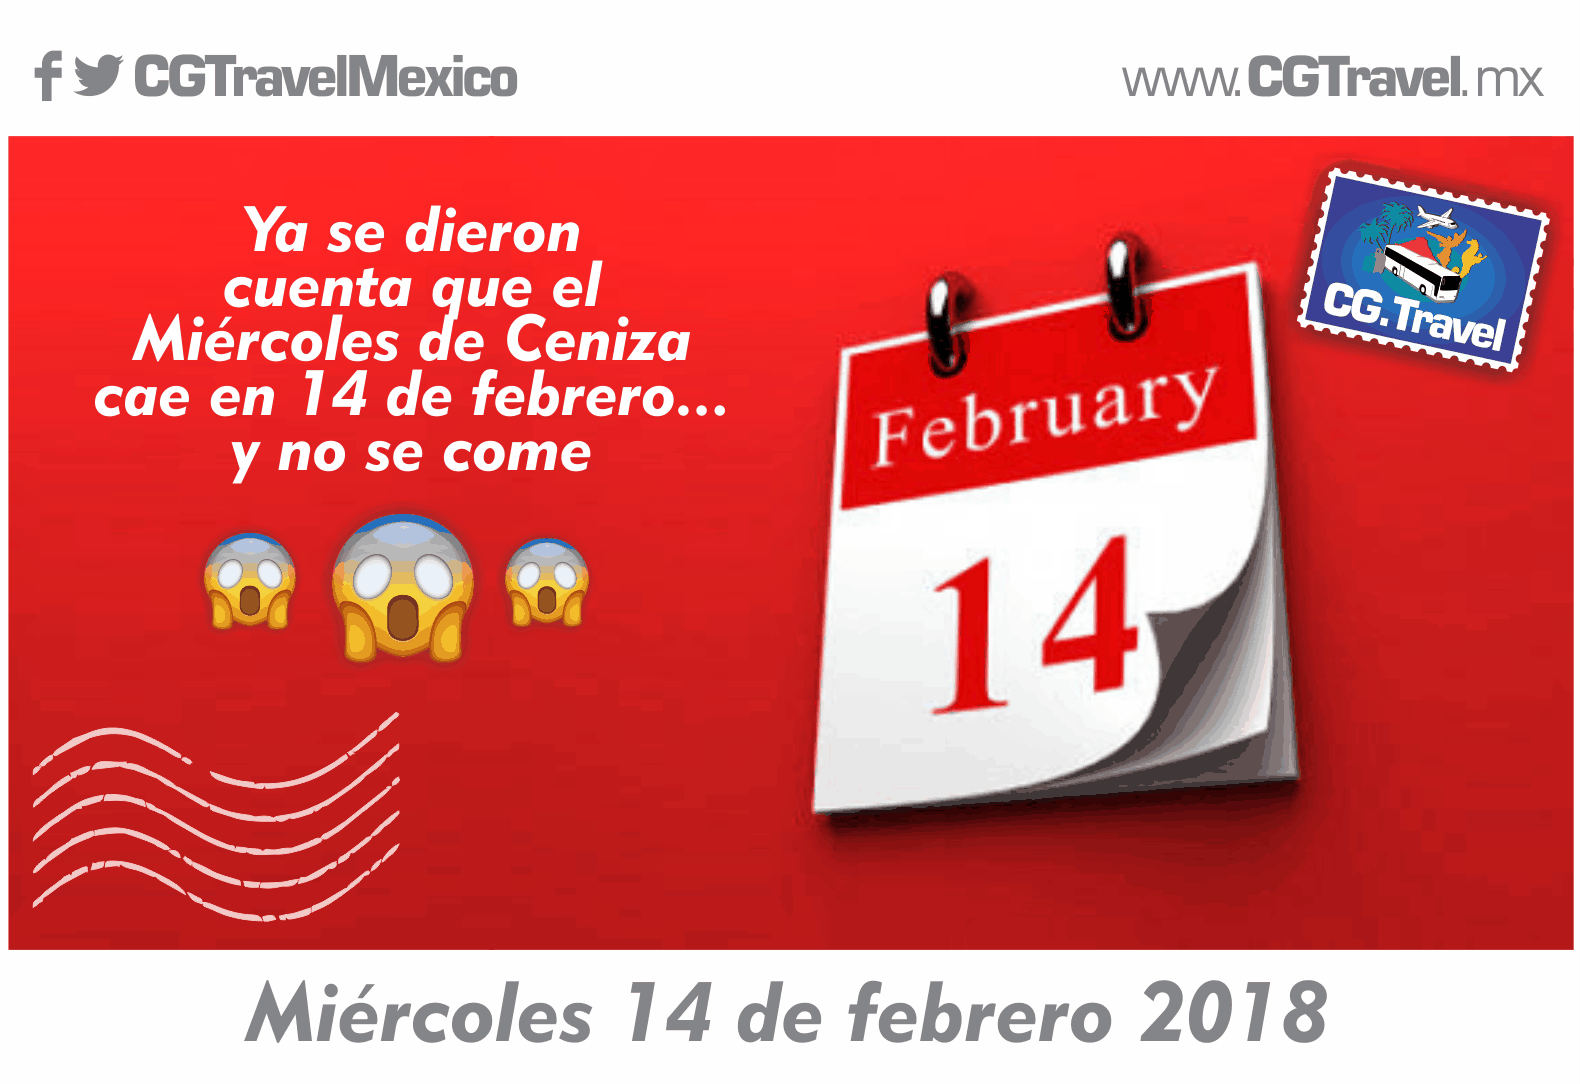 CGTravelMexico
www.CGTravel.mx
Ya se dieron
cuenta que el
Miércoles de Ceniza
cae en 14 de febrero...
y no se come
CG.Travel
February
14
Miércoles 14 de febrero 2018